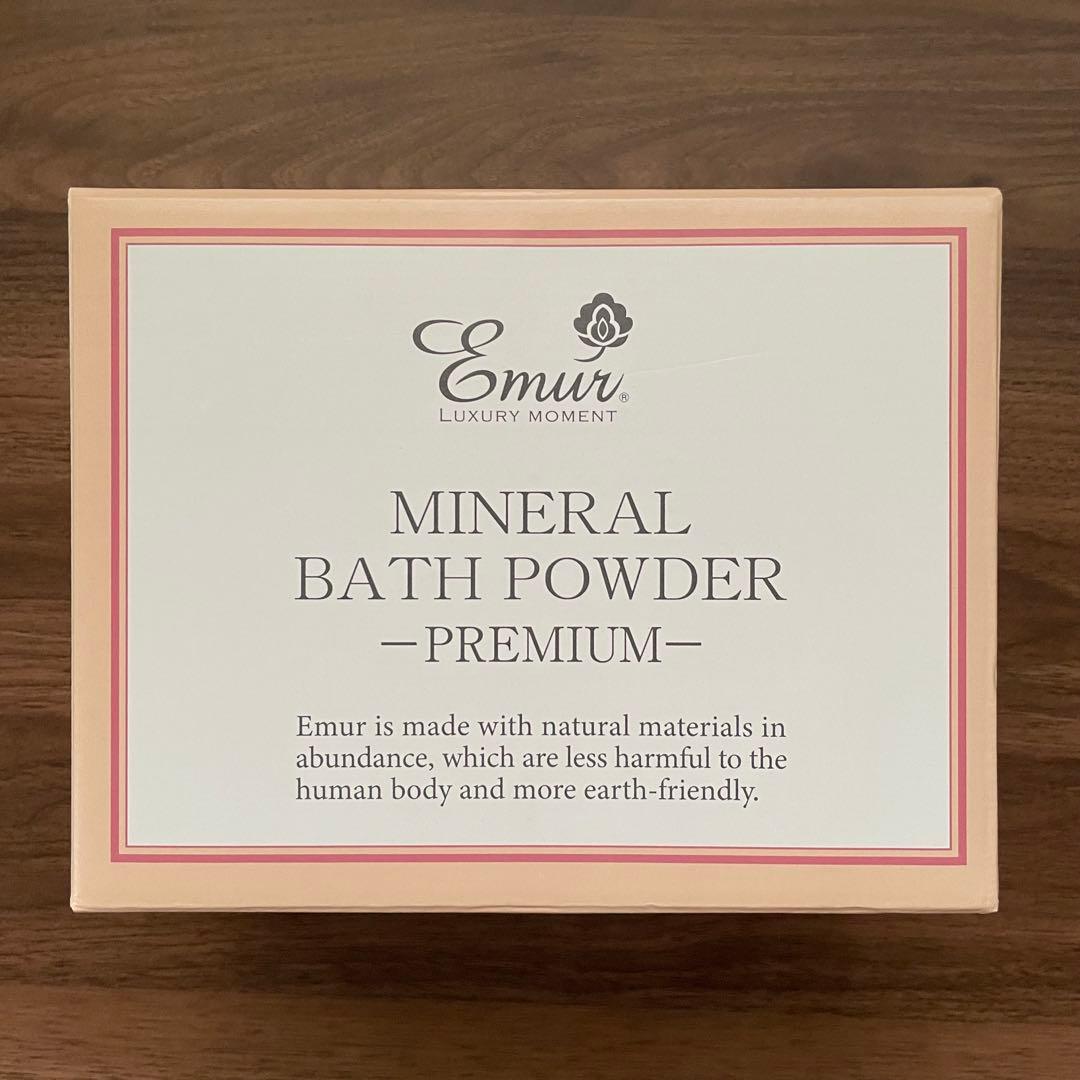 Emur®
LUXURY MOMENT
MINERAL
BATH POWDER
—PREMIUM—
Emur is made with natural materials in
abundance, which are less harmful to the
human body and more earth-friendly.